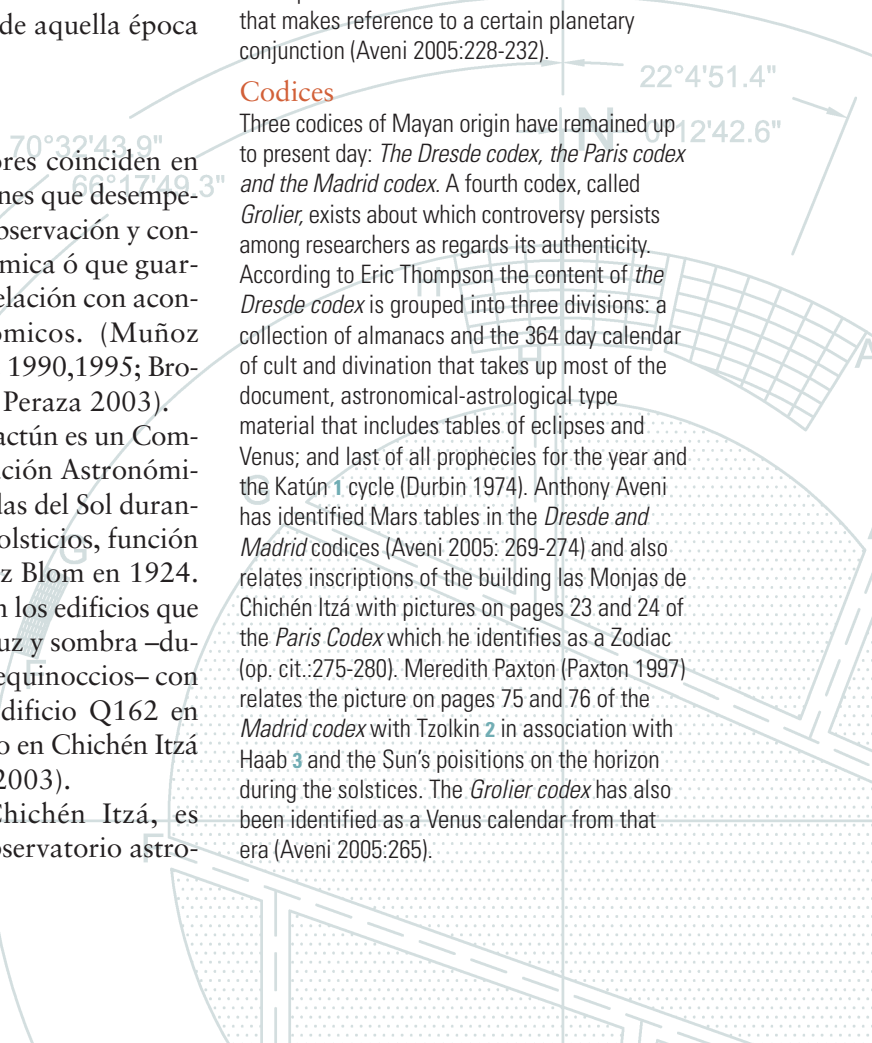 de aquella época
ores coinciden en
nes que desempe-
bservación y con-
mica ó que guar-
elación con acon-
ómicos. (Muñoz
1990,1995; Bro-
Peraza 2003).
actún es un Com-
ción Astronómi-
das del Sol duran-
olsticios, función
z Blom en 1924.
n los edificios que
uz y sombra –du-
equinoccios– con
dificio Q162 en
o en Chichén Itzá
2003).
Chichén Itzá, es
bservatorio astro-
that makes reference to a certain planetary
conjunction (Aveni 2005:228-232).
Codices
Three codices of Mayan origin have remained up
to present day: The Dresde codex, the Paris codex
and the Madrid codex. A fourth codex, called
Grolier, exists about which controversy persists
among researchers as regards its authenticity.
According to Eric Thompson the content of the
Dresde codex is grouped into three divisions: a
collection of almanacs and the 364 day calendar
of cult and divination that takes up most of the
document, astronomical-astrological type
material that includes tables of eclipses and
Venus; and last of all prophecies for the year and
the Katún 1 cycle (Durbin 1974). Anthony Aveni
has identified Mars tables in the Dresde and
Madrid codices (Aveni 2005: 269-274) and also
relates inscriptions of the building las Monjas de
Chichén Itzá with pictures on pages 23 and 24 of
the Paris Codex which he identifies as a Zodiac
(op. cit.:275-280). Meredith Paxton (Paxton 1997)
relates the picture on pages 75 and 76 of the
Madrid codex with Tzolkin 2 in association with
Haab 3 and the Sun's poisitions on the horizon
during the solstices. The Grolier codex has also
been identified as a Venus calendar from that
era (Aveni 2005:265).
22°4'51.4"
N
12'42.6"
70°32'43.9"
66°17'49.3"
G
G